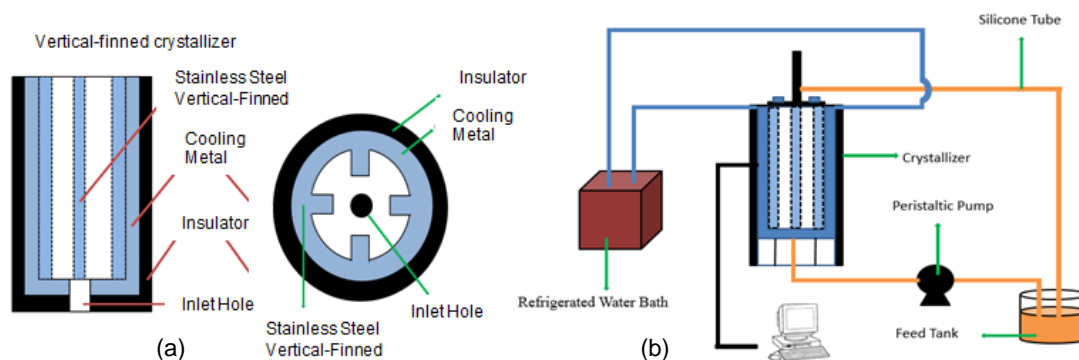 Vertical-finned crystallizer
Stainless Steel
Vertical-Finned
Cooling
Metal
Insulator
Inlet Hole
Insulator
Cooling
Metal
Inlet Hole
Stainless Steel
Vertical-Finned
(a)
Silicone Tube
Crystallizer
Peristaltic Pump
Refrigerated Water Bath
Feed Tank
(b)